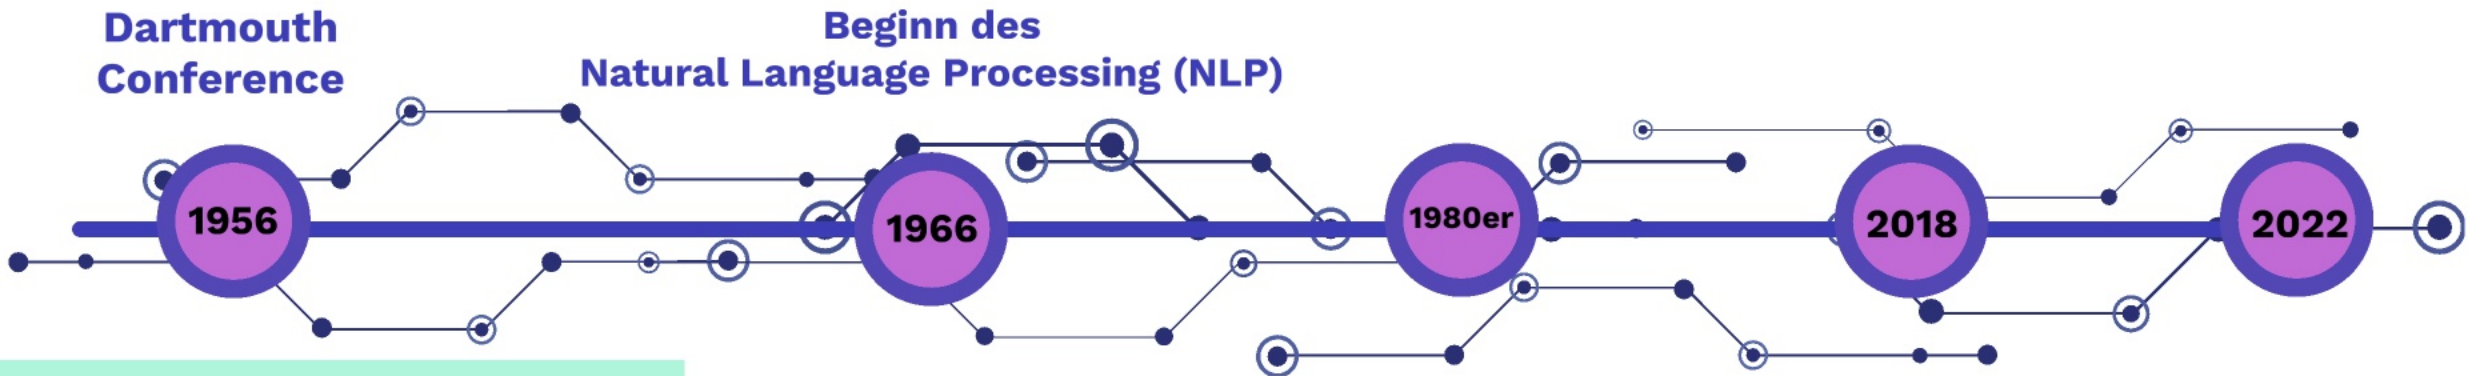 Dartmouth
Conference
Beginn des
Natural Language Processing (NLP)
1956
1966
1980er
2018
2022